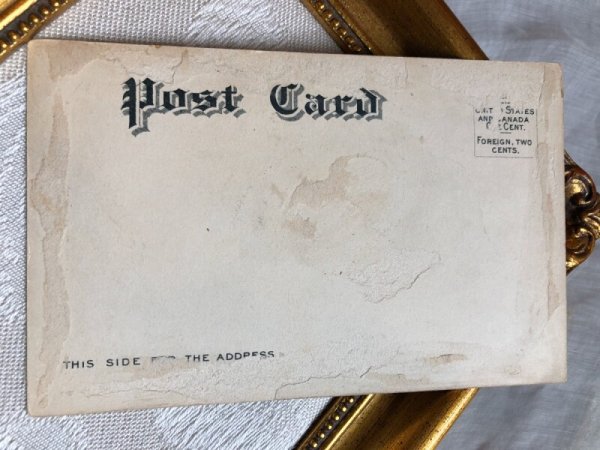 Post Card
STATES
AND CANADA
CENT.
FOREIGN, TWO
CENTS.
THIS SIDE THE ADDRESS